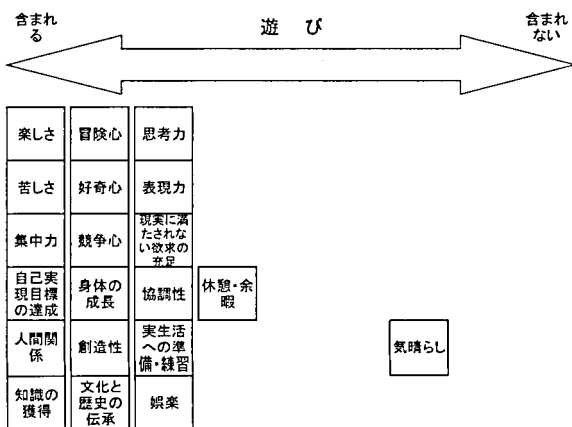 含まれ
る
遊び
含まれ
ない
楽しさ
冒険心
思考力
苦しさ
好奇心
表現力
集中力
競争心
現実に満
たされな
い欲求の
充足
自己実
現目標
の達成
身体の
成長
協調性
休憩・余
暇
人間関
係
創造性
実生活
への準
備・練習
気晴らし
知識の
獲得
文化と
歴史の
伝承
娯楽